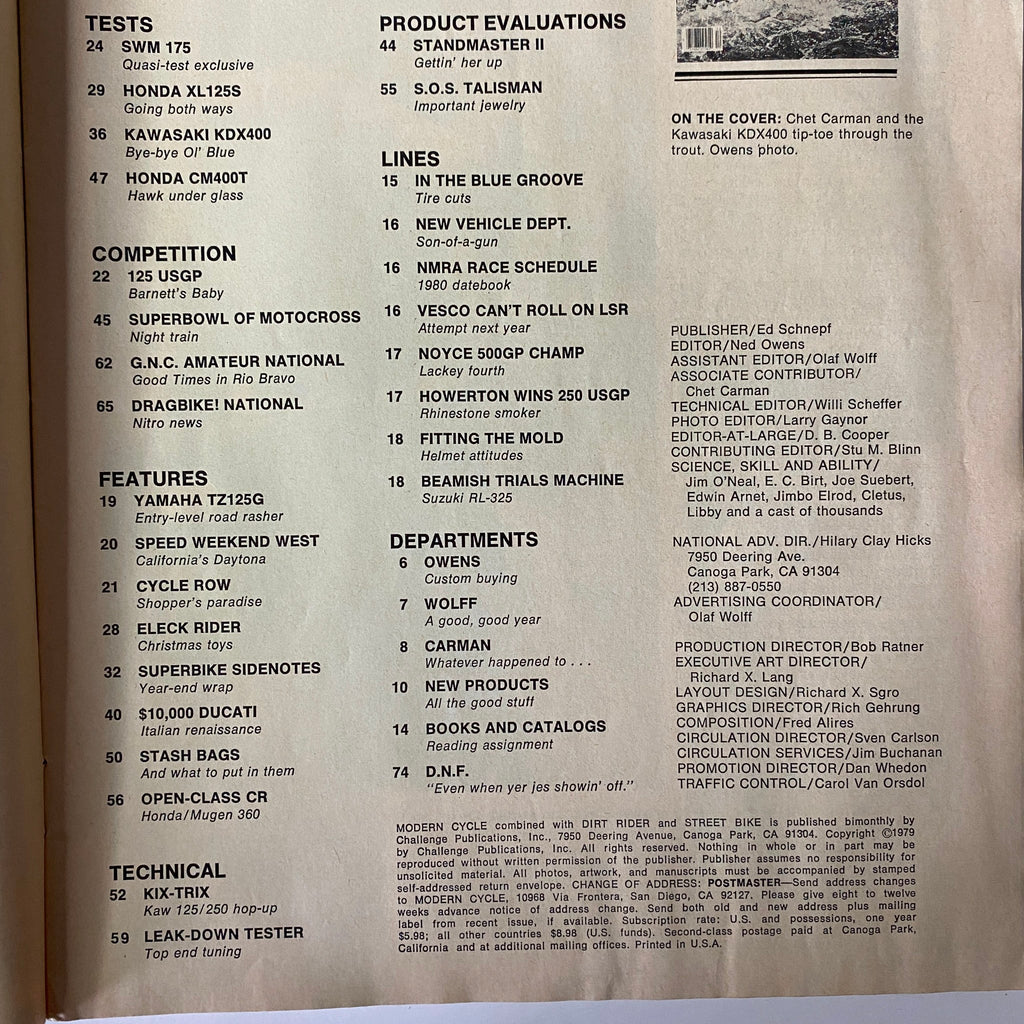 TESTS
24 SWM 175
Quasi-test exclusive
29 HONDA XL125S
Going both ways
36 KAWASAKI KDX400
Bye-bye Ol' Blue
47 HONDA CM400T
Hawk under glass
COMPETITION
22 125 USGP
Barnett's Baby
45 SUPERBOWL OF MOTOCROSS
Night train
62 G.N.C. AMATEUR NATIONAL
Good Times in Rio Bravo
65 DRAGBIKE! NATIONAL
Nitro news
FEATURES
19 YAMAHA TZ125G
Entry-level road rasher
20 SPEED WEEKEND WEST
California's Daytona
21 CYCLE ROW
Shopper's paradise
28 ELECK RIDER
Christmas toys
32 SUPERBIKE SIDENOTES
Year-end wrap
40 $10,000 DUCATI
Italian renaissance
50 STASH BAGS
And what to put in them
56 OPEN-CLASS CR
Honda/Mugen 360
TECHNICAL
52 KIX-TRIX
Kaw 125/250 hop-up
59 LEAK-DOWN TESTER
Top end tuning
PRODUCT EVALUATIONS
44 STANDMASTER II
Gettin' her up
55 S.O.S. TALISMAN
Important jewelry
LINES
15 IN THE BLUE GROOVE
Tire cuts
16 NEW VEHICLE DEPT.
Son-of-a-gun
16 NMRA RACE SCHEDULE
1980 datebook
16 VESCO CAN'T ROLL ON LSR
Attempt next year
17 NOYCE 500GP CHAMP
Lackey fourth
17 HOWERTON WINS 250 USGP
Rhinestone smoker
18 FITTING THE MOLD
Helmet attitudes
18 BEAMISH TRIALS MACHINE
Suzuki RL-325
DEPARTMENTS
6 OWENS
Custom buying
7 WOLFF
A good, good year
8 CARMAN
Whatever happened to . . .
10 NEW PRODUCTS
All the good stuff
14 BOOKS AND CATALOGS
Reading assignment
74 D.N.F.
"Even when yer jes showin' off."
ON THE COVER: Chet Carman and the
Kawasaki KDX400 tip-toe through the
trout. Owens photo.
PUBLISHER/Ed Schnepf
EDITOR/Ned Owens
ASSISTANT EDITOR/Olaf Wolff
ASSOCIATE CONTRIBUTOR/
Chet Carman
TECHNICAL EDITOR/Willi Scheffer
PHOTO EDITOR/Larry Gaynor
EDITOR-AT-LARGE/D. B. Cooper
CONTRIBUTING EDITOR/Stu M. Blinn
SCIENCE, SKILL AND ABILITY/
Jim O'Neal, E. C. Birt, Joe Suebert,
Edwin Arnet, Jimbo Elrod, Cletus,
Libby and a cast of thousands
NATIONAL ADV. DIR./Hilary Clay Hicks
7950 Deering Ave.
Canoga Park, CA 91304
(213) 887-0550
ADVERTISING COORDINATOR/
Olaf Wolff
PRODUCTION DIRECTOR/Bob Ratner
EXECUTIVE ART DIRECTOR/
Richard X. Lang
LAYOUT DESIGN/Richard X. Sgro
GRAPHICS DIRECTOR/Rich Gehrung
COMPOSITION/Fred Alires
CIRCULATION DIRECTOR/Sven Carlson
CIRCULATION SERVICES/Jim Buchanan
PROMOTION DIRECTOR/Dan Whedon
TRAFFIC CONTROL/Carol Van Orsdol
MODERN CYCLE combined with DIRT RIDER and STREET BIKE is published bimonthly by
Challenge Publications, Inc., 7950 Deering Avenue, Canoga Park, CA 91304. Copyright ©1979
by Challenge Publications, Inc. All rights reserved. Nothing in whole or in part may be
reproduced without written permission of the publisher. Publisher assumes no responsibility for
unsolicited material. All photos, artwork, and manuscripts must be accompanied by stamped
self-addressed return envelope. CHANGE OF ADDRESS: POSTMASTER—Send address changes
to MODERN CYCLE, 10968 Via Frontera, San Diego, CA 92127. Please give eight to twelve
weeks advance notice of address change. Send both old and new address plus mailing
label from recent issue, if available. Subscription rate: U.S. and possessions, one year
$5.98; all other countries $8.98 (U.S. funds). Second-class postage paid at Canoga Park,
California and at additional mailing offices. Printed in U.S.A.